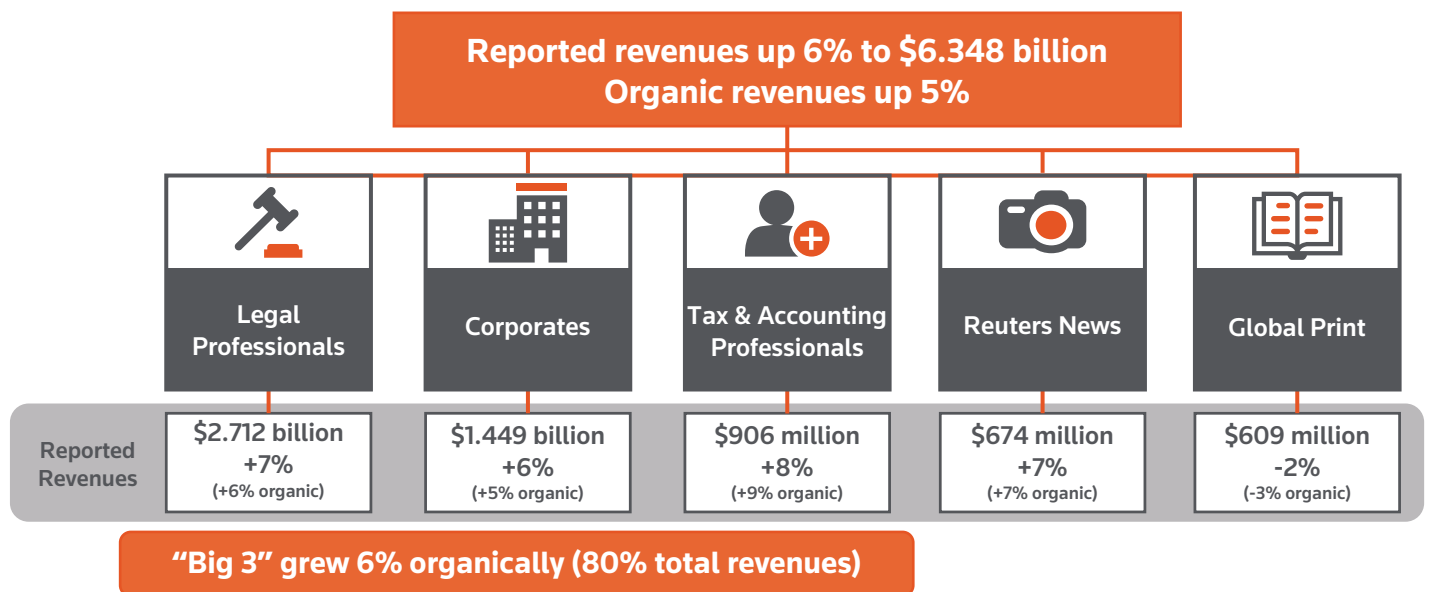 Reported revenues up 6% to $6.348 billion
Organic revenues up 5%
Legal
Professionals
Corporates
Tax & Accounting
Professionals
Reuters News
Global Print
Reported
Revenues
$2.712 billion
+7%
(+6% organic)
$1.449 billion
+6%
(+5% organic)
$906 million
+8%
(+9% organic)
$674 million
+7%
(+7% organic)
$609 million
-2%
(-3% organic)
“Big 3” grew 6% organically (80% total revenues)